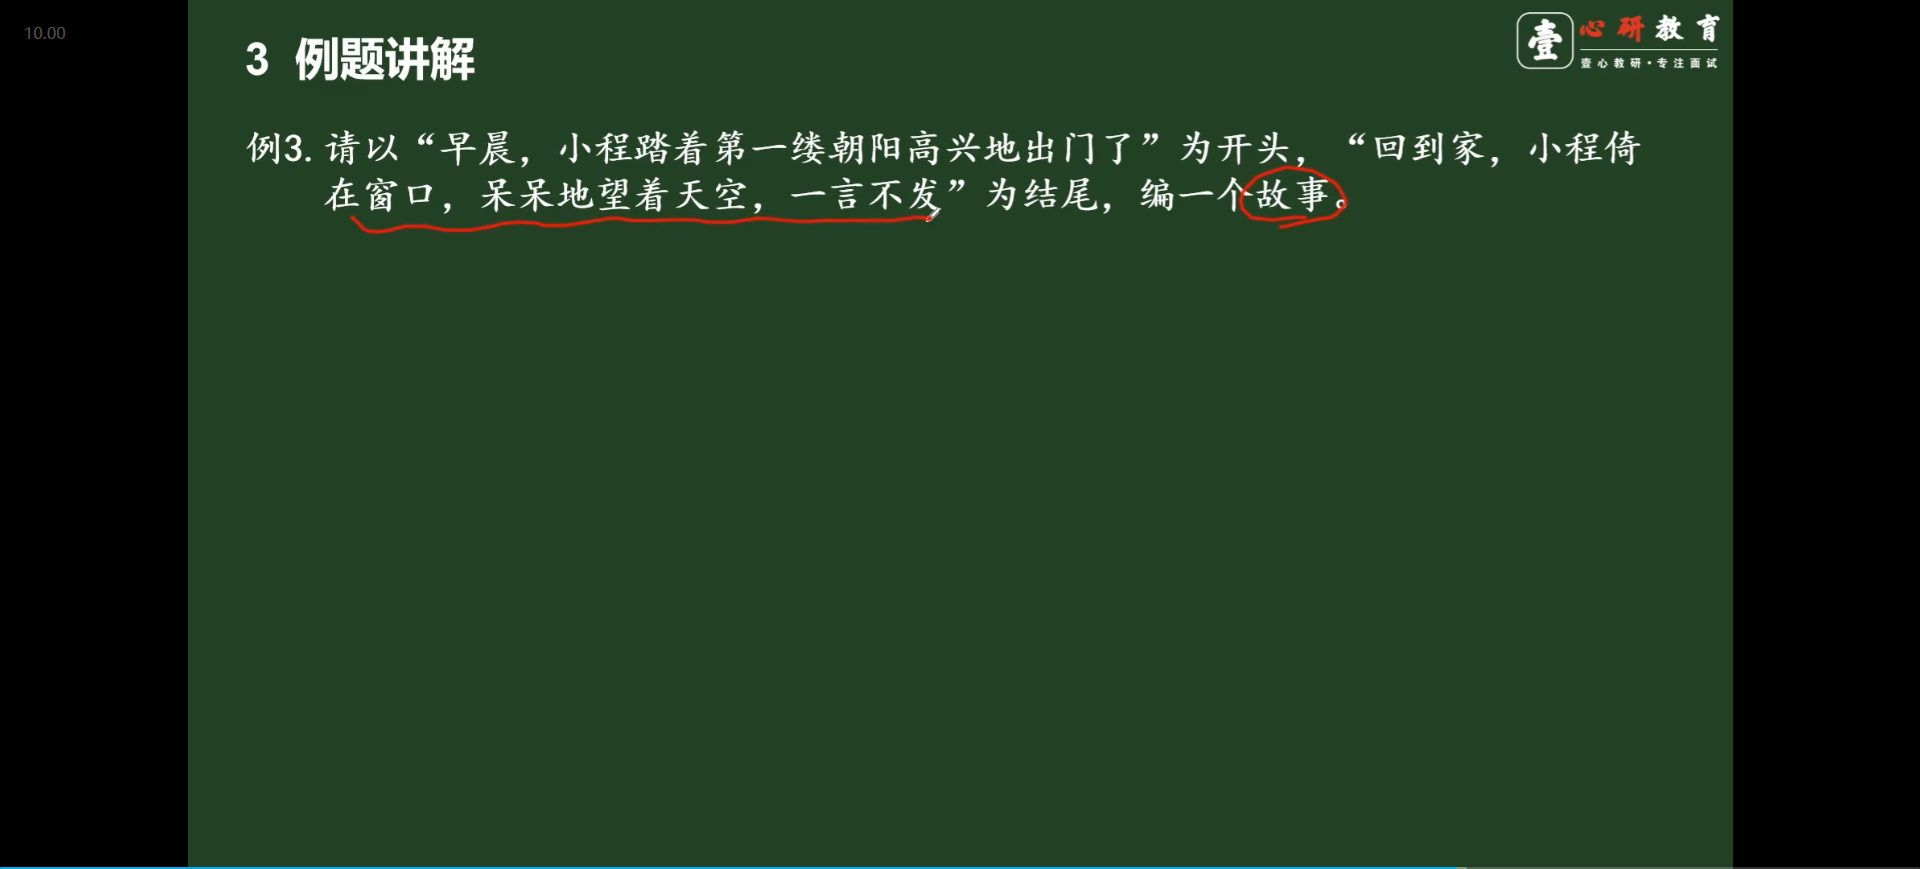 10.00
3 例题讲解
壹 心研教育
壹心教研·专注面试
例3. 请以“早晨，小程踏着第一缕朝阳高兴地出门了”为开头，“回到家，小程倚
在窗口，呆呆地望着天空，一言不发”为结尾，编一个故事。